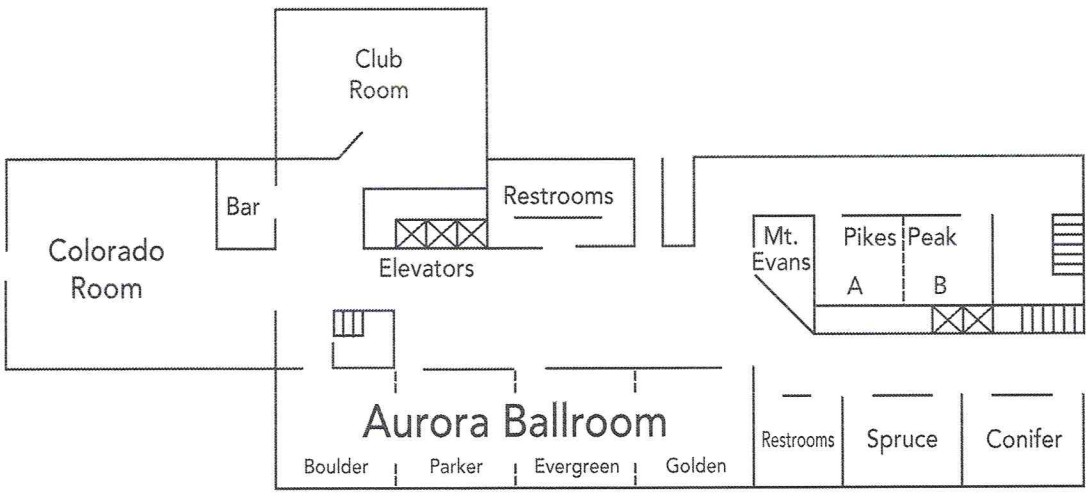 Club
Room
Bar
Restrooms
Colorado
Room
Elevators
Mt.
Evans
Pikes Peak
A B
Aurora Ballroom
Boulder Parker Evergreen Golden
Restrooms
Spruce
Conifer